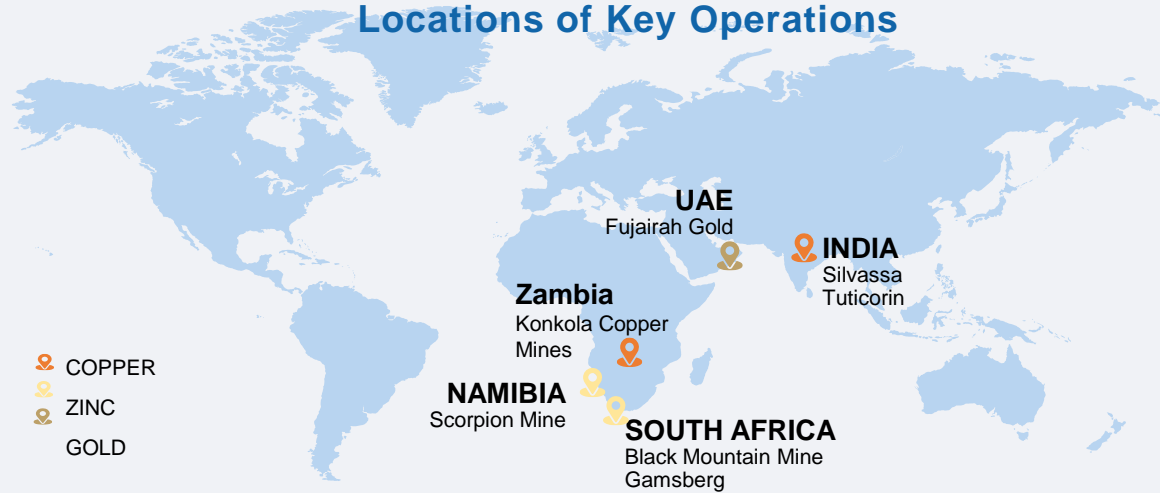 Locations of Key Operations
UAE
Fujairah Gold
INDIA
Silvassa
Tuticorin
Zambia
Konkola Copper
Mines
NAMIBIA
Scorpion Mine
SOUTH AFRICA
Black Mountain Mine
Gamsberg
COPPER
ZINC
GOLD